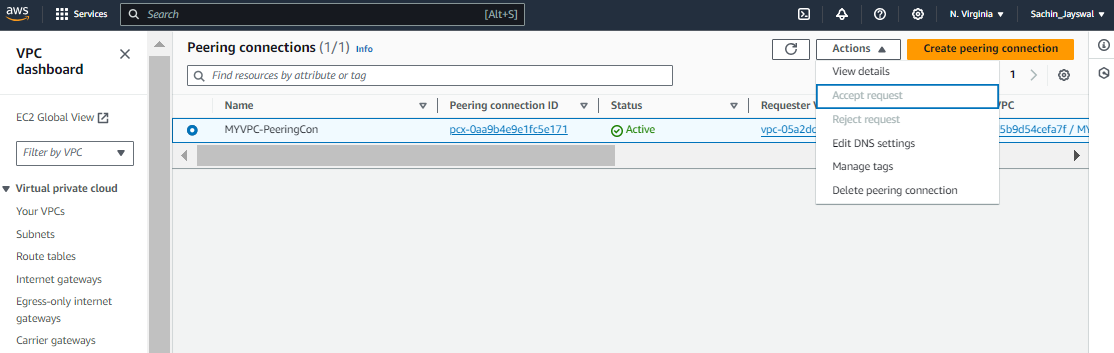 aws Services Search [Alt+S] N. Virginia Sachin_Jayswal
VPC dashboard
EC2 Global View
Filter by VPC
Virtual private cloud
Your VPCs
Subnets
Route tables
Internet gateways
Egress-only internet gateways
Carrier gateways
Peering connections (1/1) Info
Actions
Create peering connection
Find resources by attribute or tag
1
Name Peering connection ID Status Requester V VPC
MYVPC-PeeringCon pcx-0aa9b4e9e1fc5e171 Active vpc-05a2dc 5b9d54cefa7f / MY
View details
Accept request
Reject request
Edit DNS settings
Manage tags
Delete peering connection